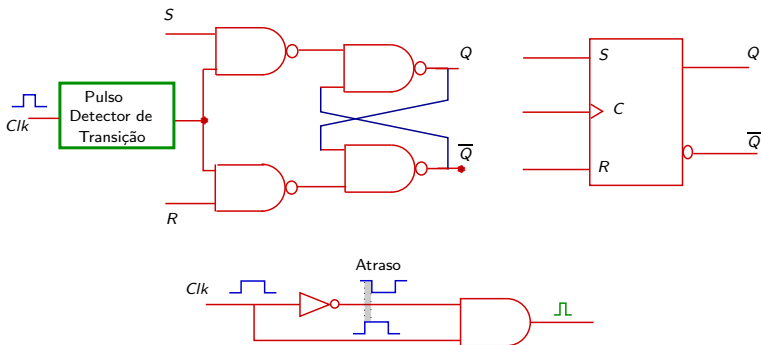 S
Q
S
Q
Pulso
Detector de
Transição
Clk
C
Q̅
Q̅
R
R
Atraso
Clk